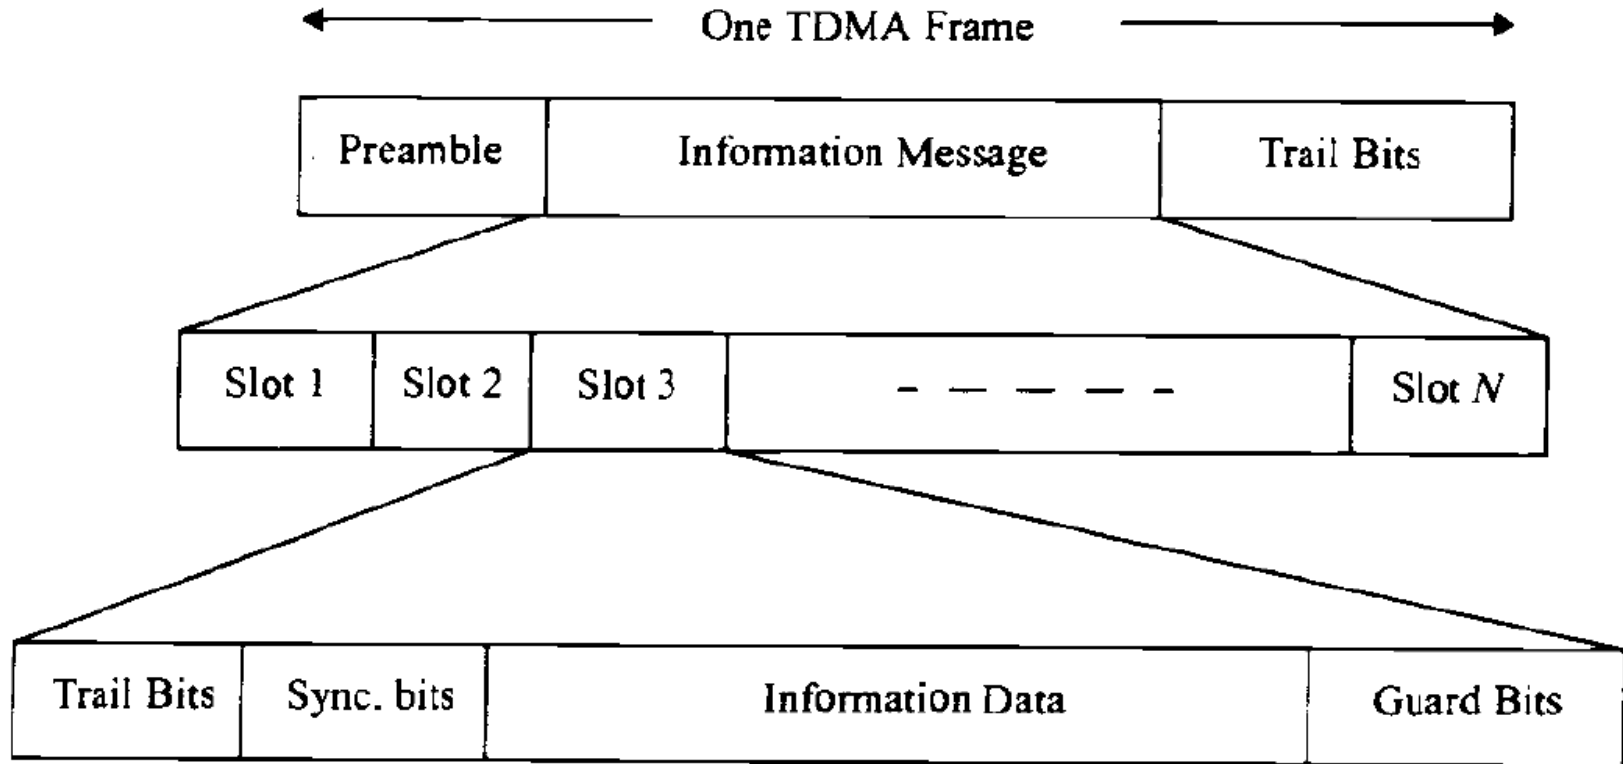 One TDMA Frame
Preamble Information Message Trail Bits
Slot 1 Slot 2 Slot 3 – – – – – Slot N
Trail Bits Sync. bits Information Data Guard Bits